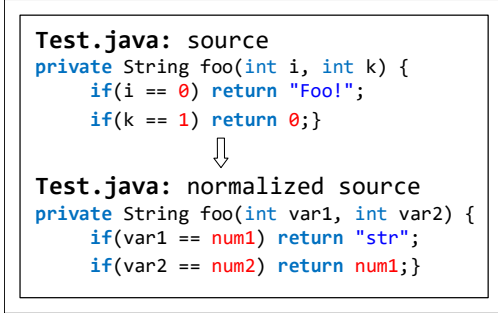 Test.java: source
private String foo(int i, int k) {
if(i == 0) return "Foo!";
if(k == 1) return 0;}
Test.java: normalized source
private String foo(int var1, int var2) {
if(var1 == num1) return "str";
if(var2 == num2) return num1;}